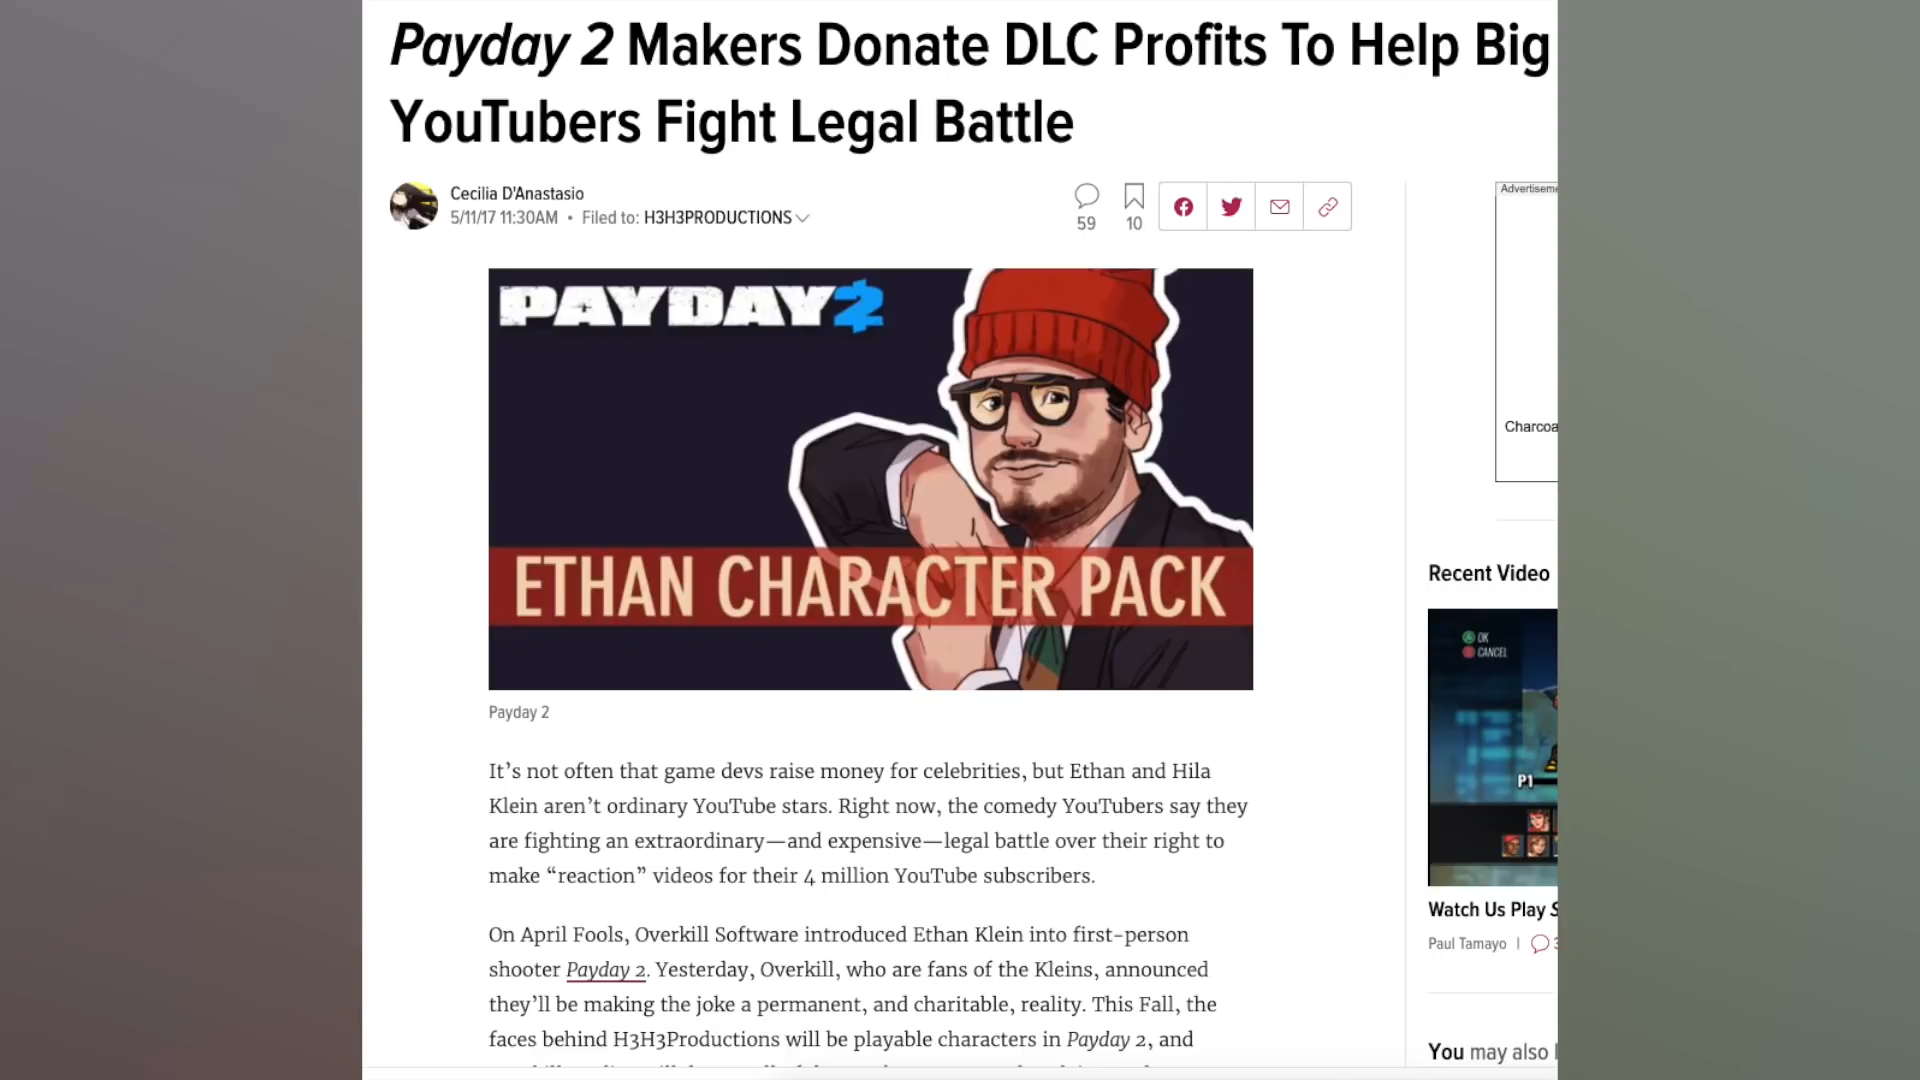 Payday 2 Makers Donate DLC Profits To Help Big
YouTubers Fight Legal Battle
Cecilia D'Anastasio
5/11/17 11:30AM • Filed to: H3H3PRODUCTIONS
59
10
Advertisem
Charcoa
PAYDAY 2
ETHAN CHARACTER PACK
Payday 2
It's not often that game devs raise money for celebrities, but Ethan and Hila
Klein aren't ordinary YouTube stars. Right now, the comedy YouTubers say they
are fighting an extraordinary—and expensive—legal battle over their right to
make “reaction” videos for their 4 million YouTube subscribers.
On April Fools, Overkill Software introduced Ethan Klein into first-person
shooter Payday 2. Yesterday, Overkill, who are fans of the Kleins, announced
they'll be making the joke a permanent, and charitable, reality. This Fall, the
faces behind H3H3Productions will be playable characters in Payday 2, and
Recent Video
OK
CANCEL
P1
Watch Us Play S
Paul Tamayo | 3
You may also l